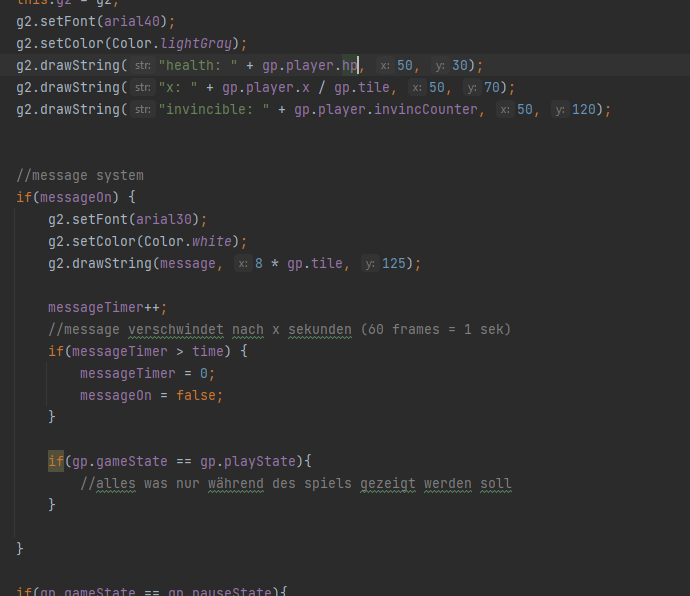 this.g2 = g2;
g2.setFont(arial40);
g2.setColor(Color.lightGray);
g2.drawString( str: "health: " + gp.player.hp, x: 50, y: 30);
g2.drawString( str: "x: " + gp.player.x / gp.tile, x: 50, y: 70);
g2.drawString( str: "invincible: " + gp.player.invincCounter, x: 50, y: 120);
//message system
if(messageOn) {
g2.setFont(arial30);
g2.setColor(Color.white);
g2.drawString(message, x: 8 * gp.tile, y: 125);
messageTimer++;
//message verschwindet nach x sekunden (60 frames = 1 sek)
if(messageTimer > time) {
messageTimer = 0;
messageOn = false;
}
if(gp.gameState == gp.playState){
//alles was nur während des spiels gezeigt werden soll
}
}
if(gp.gameState == gp.pauseState){